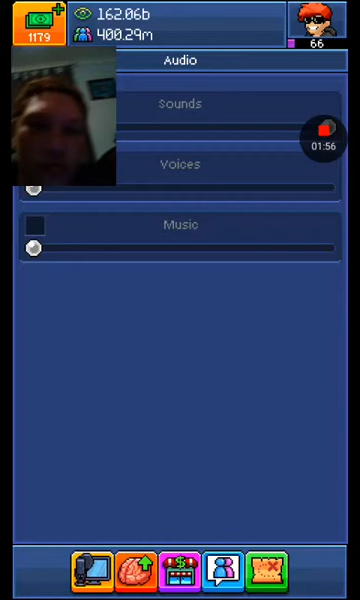 1179
162.06b
400.29m
66
Audio
Sounds
01:56
Voices
Music